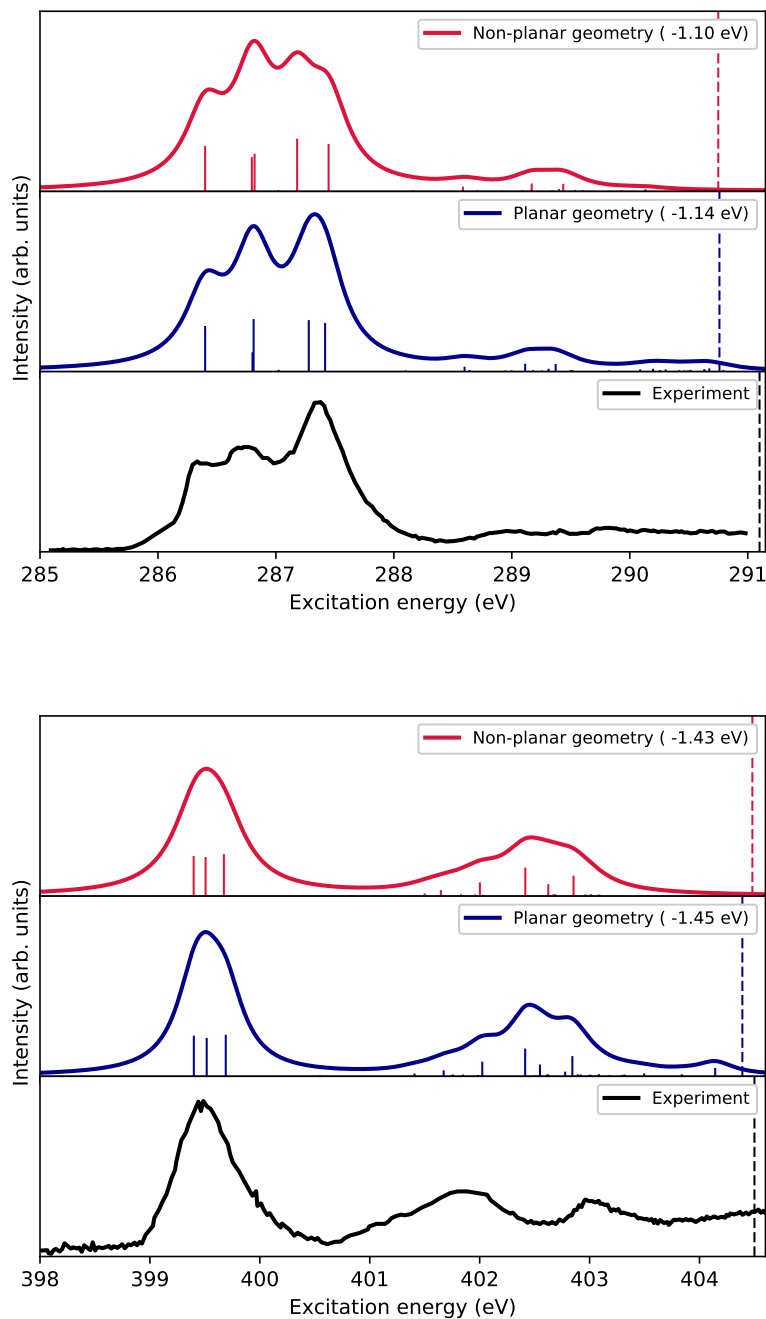 Non-planar geometry ( -1.10 eV)
Planar geometry ( -1.14 eV)
Experiment
Intensity (arb. units)
285 286 287 288 289 290 291
Excitation energy (eV)
Non-planar geometry ( -1.43 eV)
Planar geometry ( -1.45 eV)
Experiment
Intensity (arb. units)
398 399 400 401 402 403 404
Excitation energy (eV)